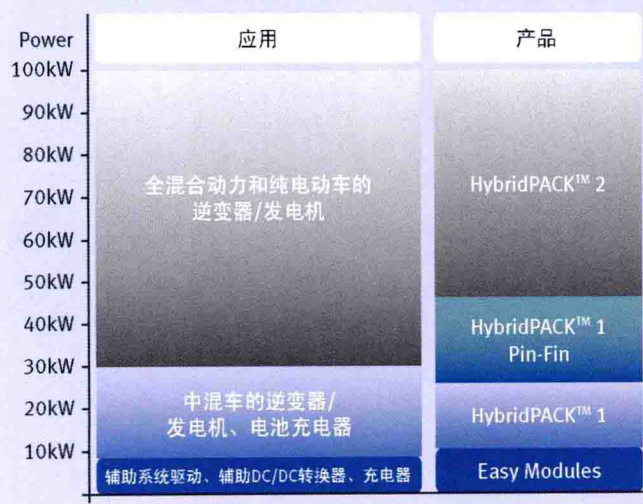 Power
应用
产品
100kW
90kW
80kW
70kW
60kW
50kW
40kW
30kW
20kW
10kW
全混合动力和纯电动车的
逆变器/发电机
中混车的逆变器/
发电机、电池充电器
辅助系统驱动、辅助DC/DC转换器、充电器
HybridPACK™ 2
HybridPACK™ 1
Pin-Fin
HybridPACK™ 1
Easy Modules